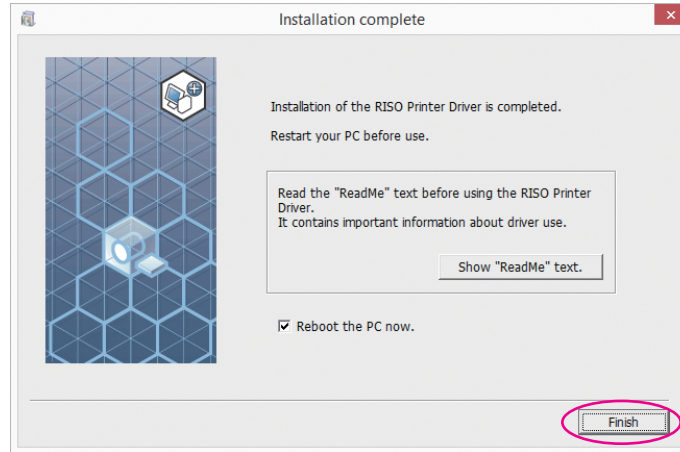 Installation complete
Installation of the RISO Printer Driver is completed.
Restart your PC before use.
Read the "ReadMe" text before using the RISO Printer
Driver.
It contains important information about driver use.
Show "ReadMe" text.
Reboot the PC now.
Finish